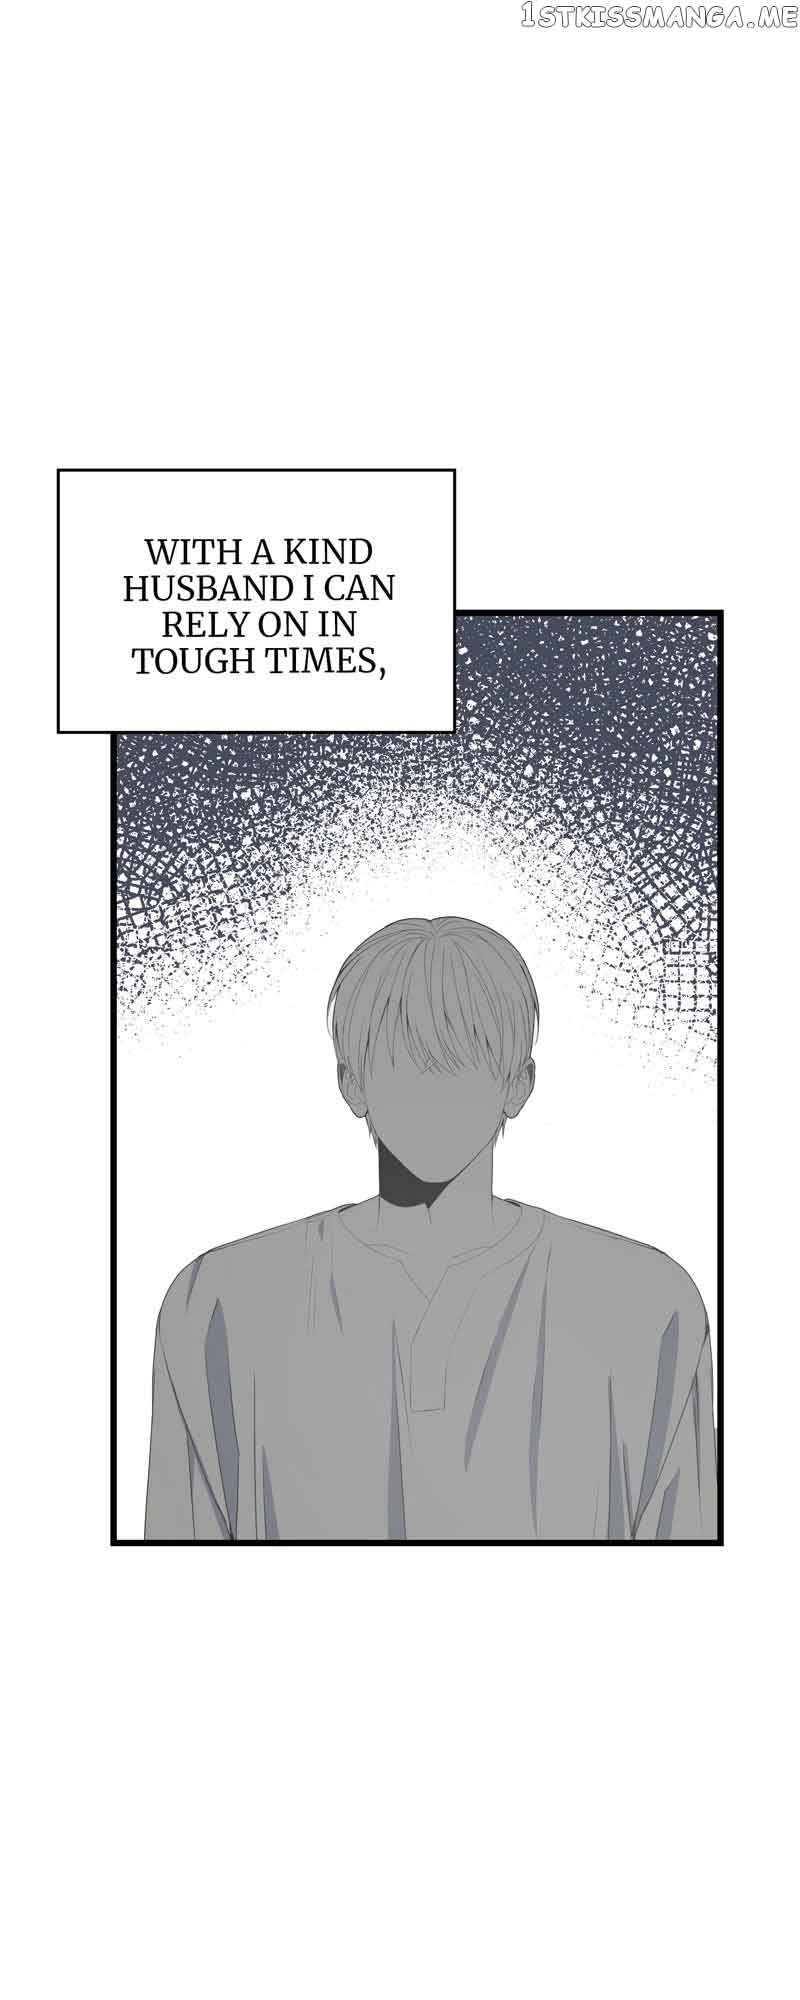 1STKISSMANGA.ME
WITH A KIND
HUSBAND I CAN
RELY ON IN
TOUGH TIMES,